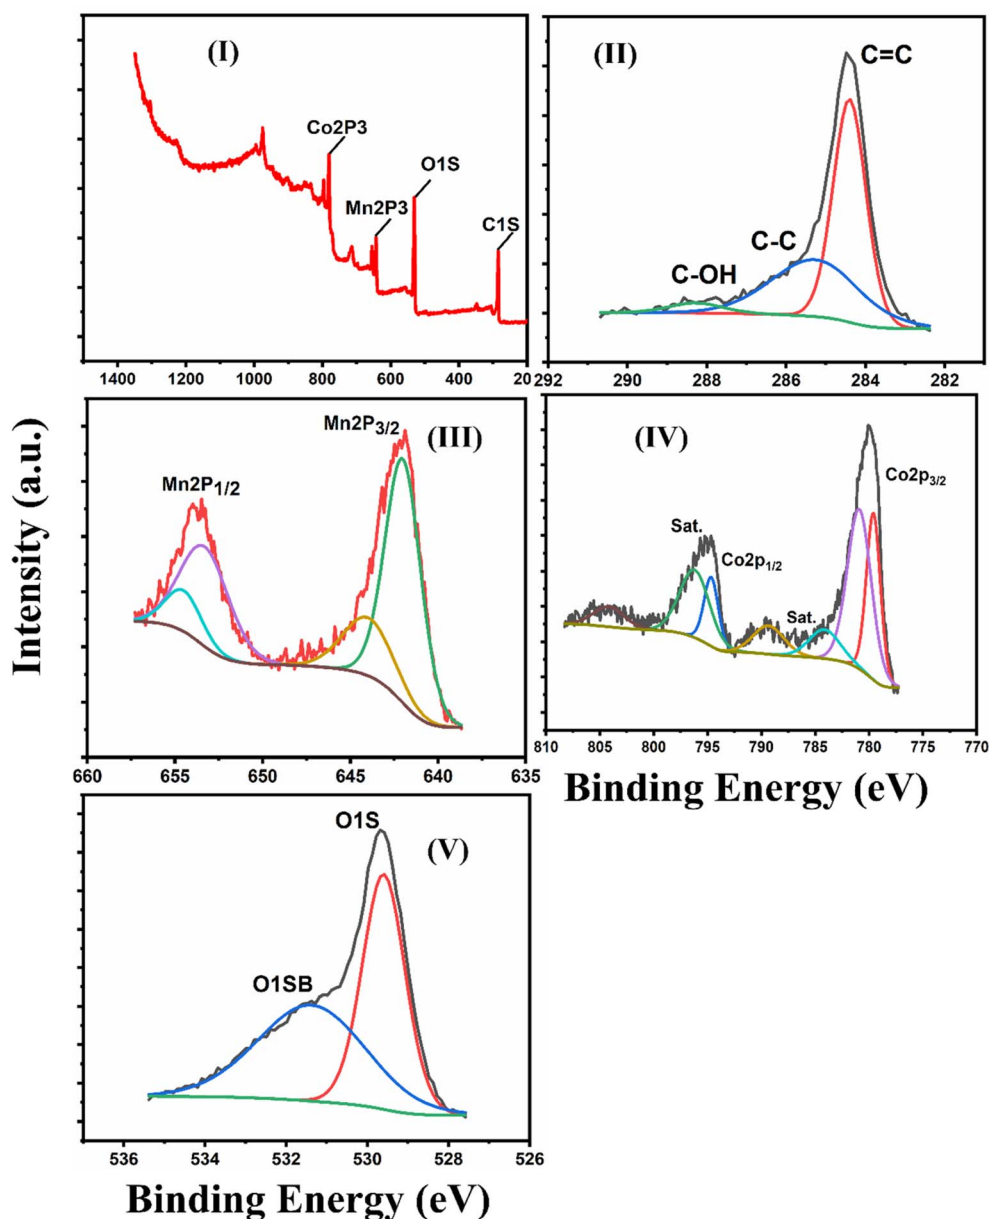 (I)
Co2P3
O1S
Mn2P3
C1S
1400 1200 1000 800 600 400 20
(II)
C=C
C-C
C-OH
292 290 288 286 284 282
Intensity (a.u.)
Mn2P3/2
(III)
Mn2P1/2
660 655 650 645 640 635
(IV)
Co2p3/2
Sat.
Co2p1/2
Sat.
810 805 800 795 790 785 780 775 770
Binding Energy (eV)
O1S
(V)
O1SB
536 534 532 530 528 526
Binding Energy (eV)